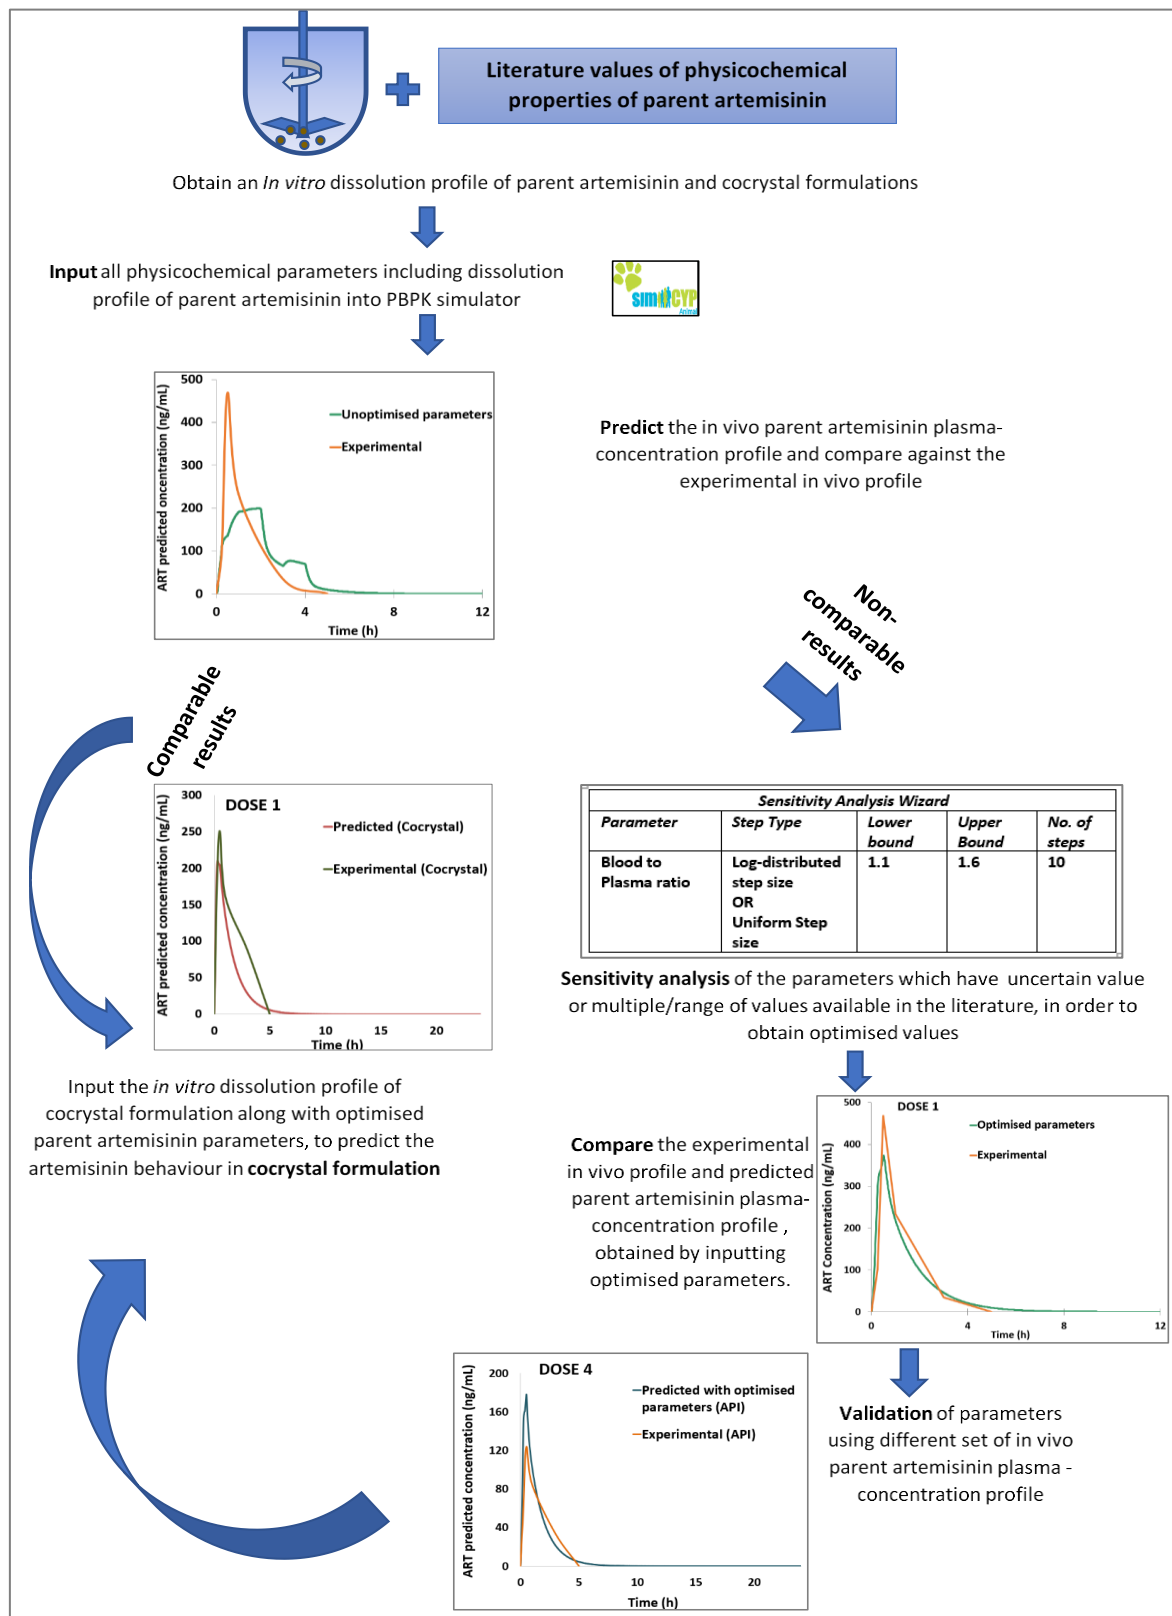 Literature values of physicochemical
properties of parent artemisinin
Obtain an In vitro dissolution profile of parent artemisinin and cocrystal formulations
Input all physicochemical parameters including dissolution
profile of parent artemisinin into PBPK simulator
simCYP
Animal
ART predicted oncentration (ng/mL)
500
400
300
200
100
0
Unoptimised parameters
Experimental
0 4 8 12
Time (h)
Predict the in vivo parent artemisinin plasma-
concentration profile and compare against the
experimental in vivo profile
Non-
comparable
results
Comparable
results
DOSE 1
ART predicted concentration (ng/mL)
300
250
200
150
100
50
0
Predicted (Cocrystal)
Experimental (Cocrystal)
0 5 10 15 20
Time (h)
Input the in vitro dissolution profile of
cocrystal formulation along with optimised
parent artemisinin parameters, to predict the
artemisinin behaviour in cocrystal formulation
Sensitivity Analysis Wizard
Parameter Step Type Lower bound Upper Bound No. of steps
Blood to Plasma ratio Log-distributed step size OR Uniform Step size 1.1 1.6 10
Sensitivity analysis of the parameters which have uncertain value
or multiple/range of values available in the literature, in order to
obtain optimised values
Compare the experimental
in vivo profile and predicted
parent artemisinin plasma-
concentration profile ,
obtained by inputting
optimised parameters.
DOSE 1
ART Concentration (ng/mL)
500
400
300
200
100
0
Optimised parameters
Experimental
0 4 8 12
Time (h)
Validation of parameters
using different set of in vivo
parent artemisinin plasma -
concentration profile
DOSE 4
ART predicted concentration (ng/mL)
200
160
120
80
40
0
Predicted with optimised
parameters (API)
Experimental (API)
0 5 10 15 20
Time (h)